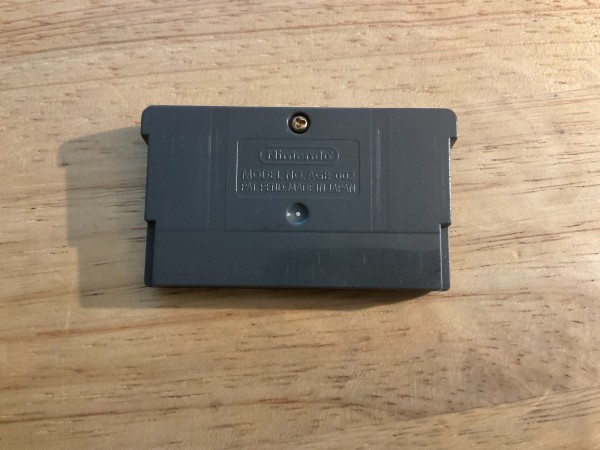 Nintendo
MODEL NO. AGB-002
PAT.PEND. MADE IN JAPAN